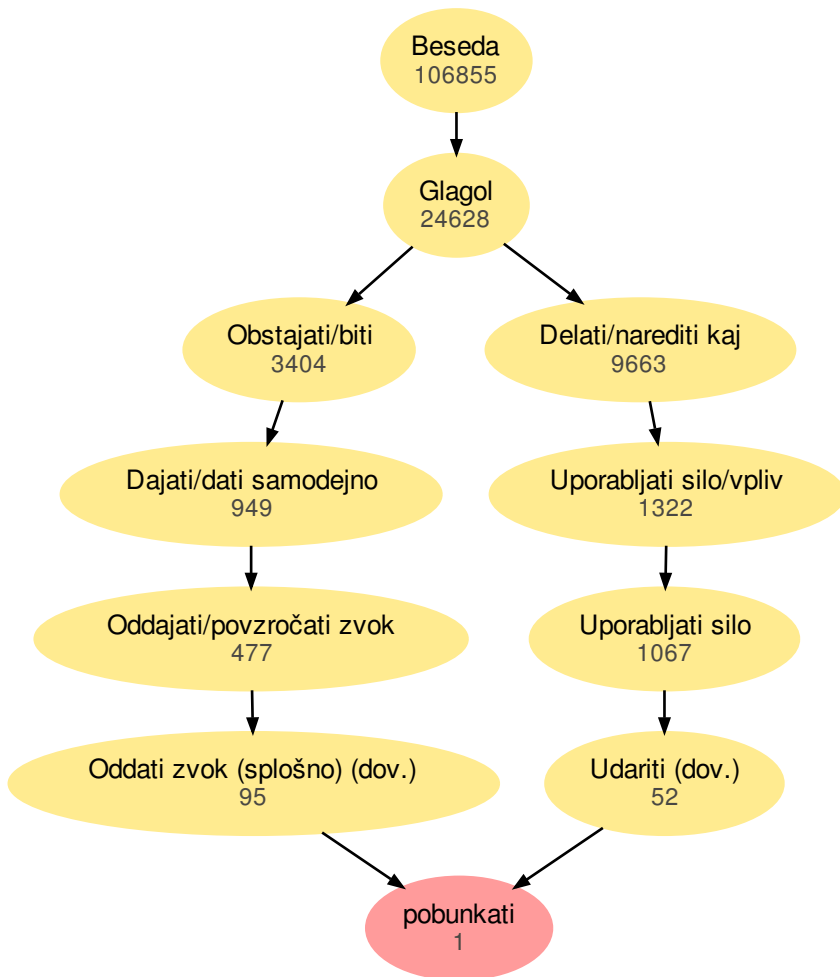 Beseda
106855
Glagol
24628
Obstajati/biti
3404
Delati/narediti kaj
9663
Dajati/dati samodejno
949
Uporabljati silo/vpliv
1322
Oddajati/povzročati zvok
477
Uporabljati silo
1067
Oddati zvok (splošno) (dov.)
95
Udariti (dov.)
52
pobunkati
1